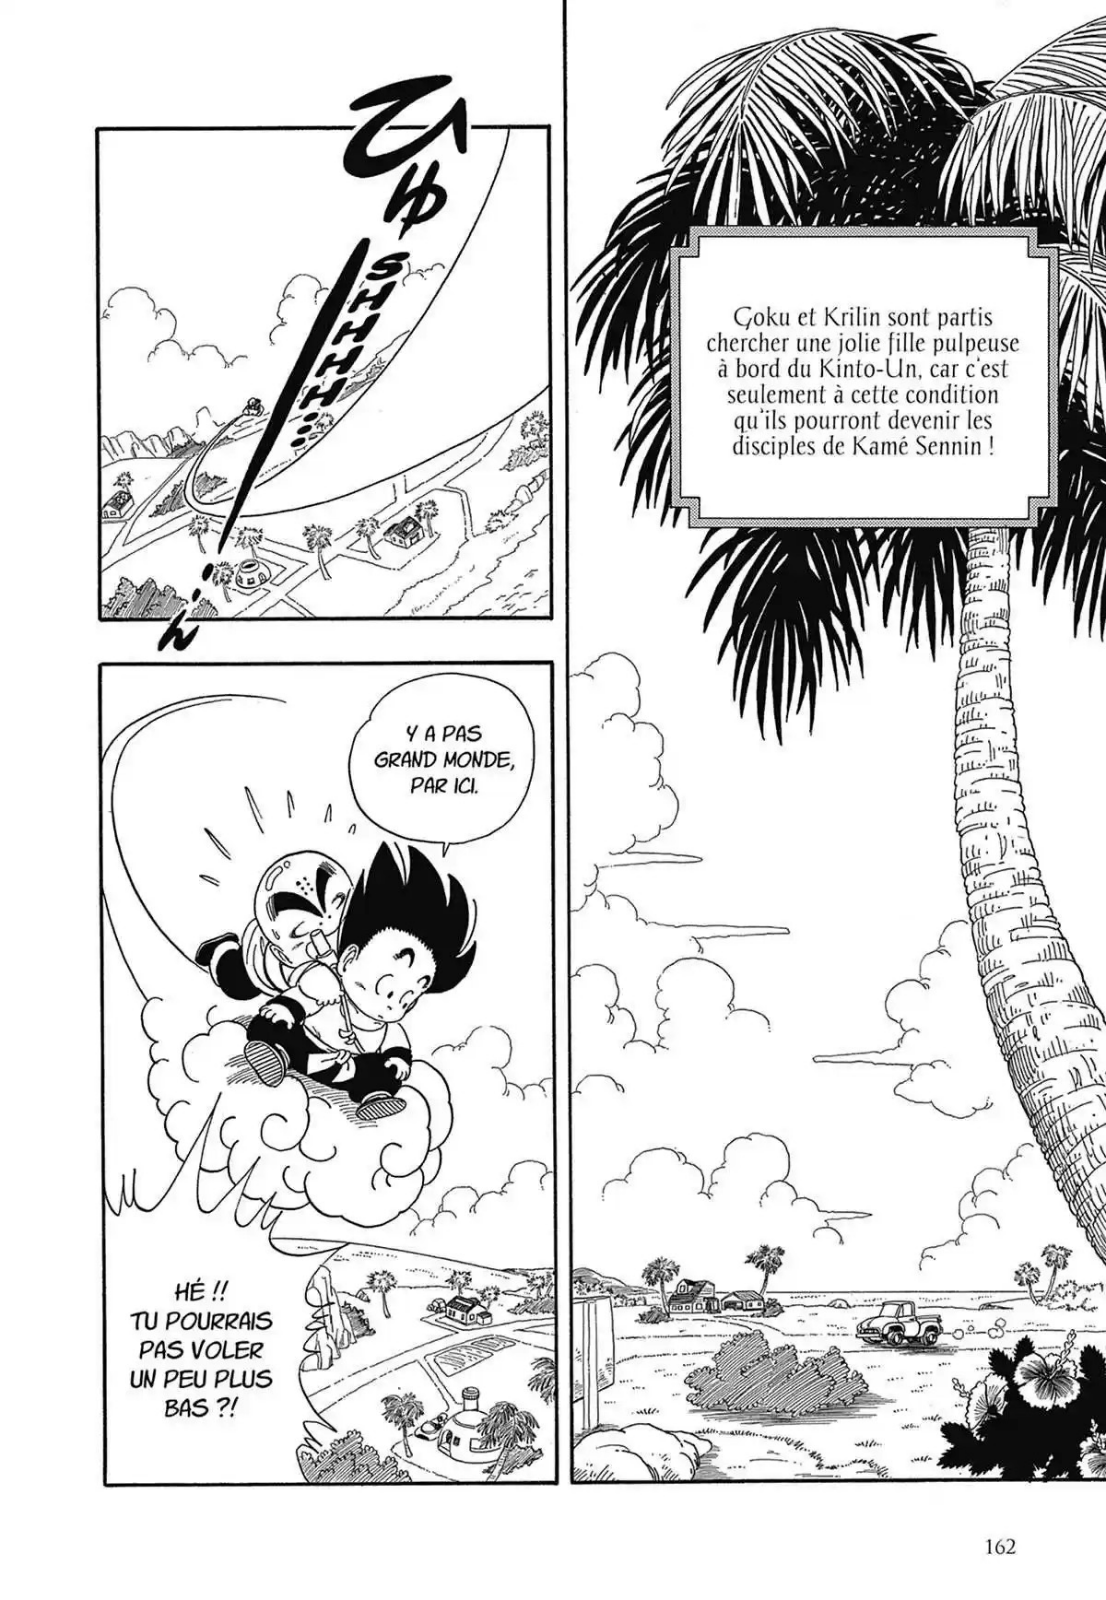 Goku et Krilin sont partis
chercher une jolie fille pulpeuse
à bord du Kinto-Un, car c'est
seulement à cette condition
qu'ils pourront devenir les
disciples de Kamé Sennin !
ひゅ
ーん
SHHHH...
Y A PAS
GRAND MONDE,
PAR ICI.
HÉ !!
TU POURRAIS
PAS VOLER
UN PEU PLUS
BAS ?!
162